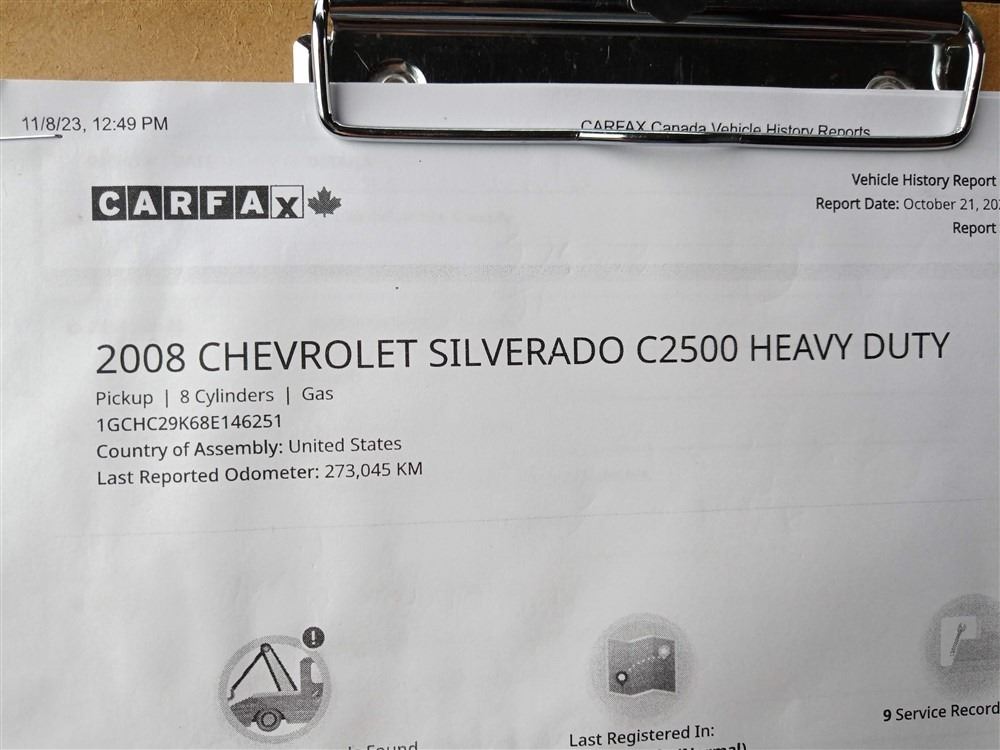 11/8/23, 12:49 PM
CARFAX Canada Vehicle History Reports
CARFAX
Vehicle History Report
Report Date: October 21, 20
Report
2008 CHEVROLET SILVERADO C2500 HEAVY DUTY
Pickup | 8 Cylinders | Gas
1GCHC29K68E146251
Country of Assembly: United States
Last Reported Odometer: 273,045 KM
!
9 Service Record
Last Registered In:
Found